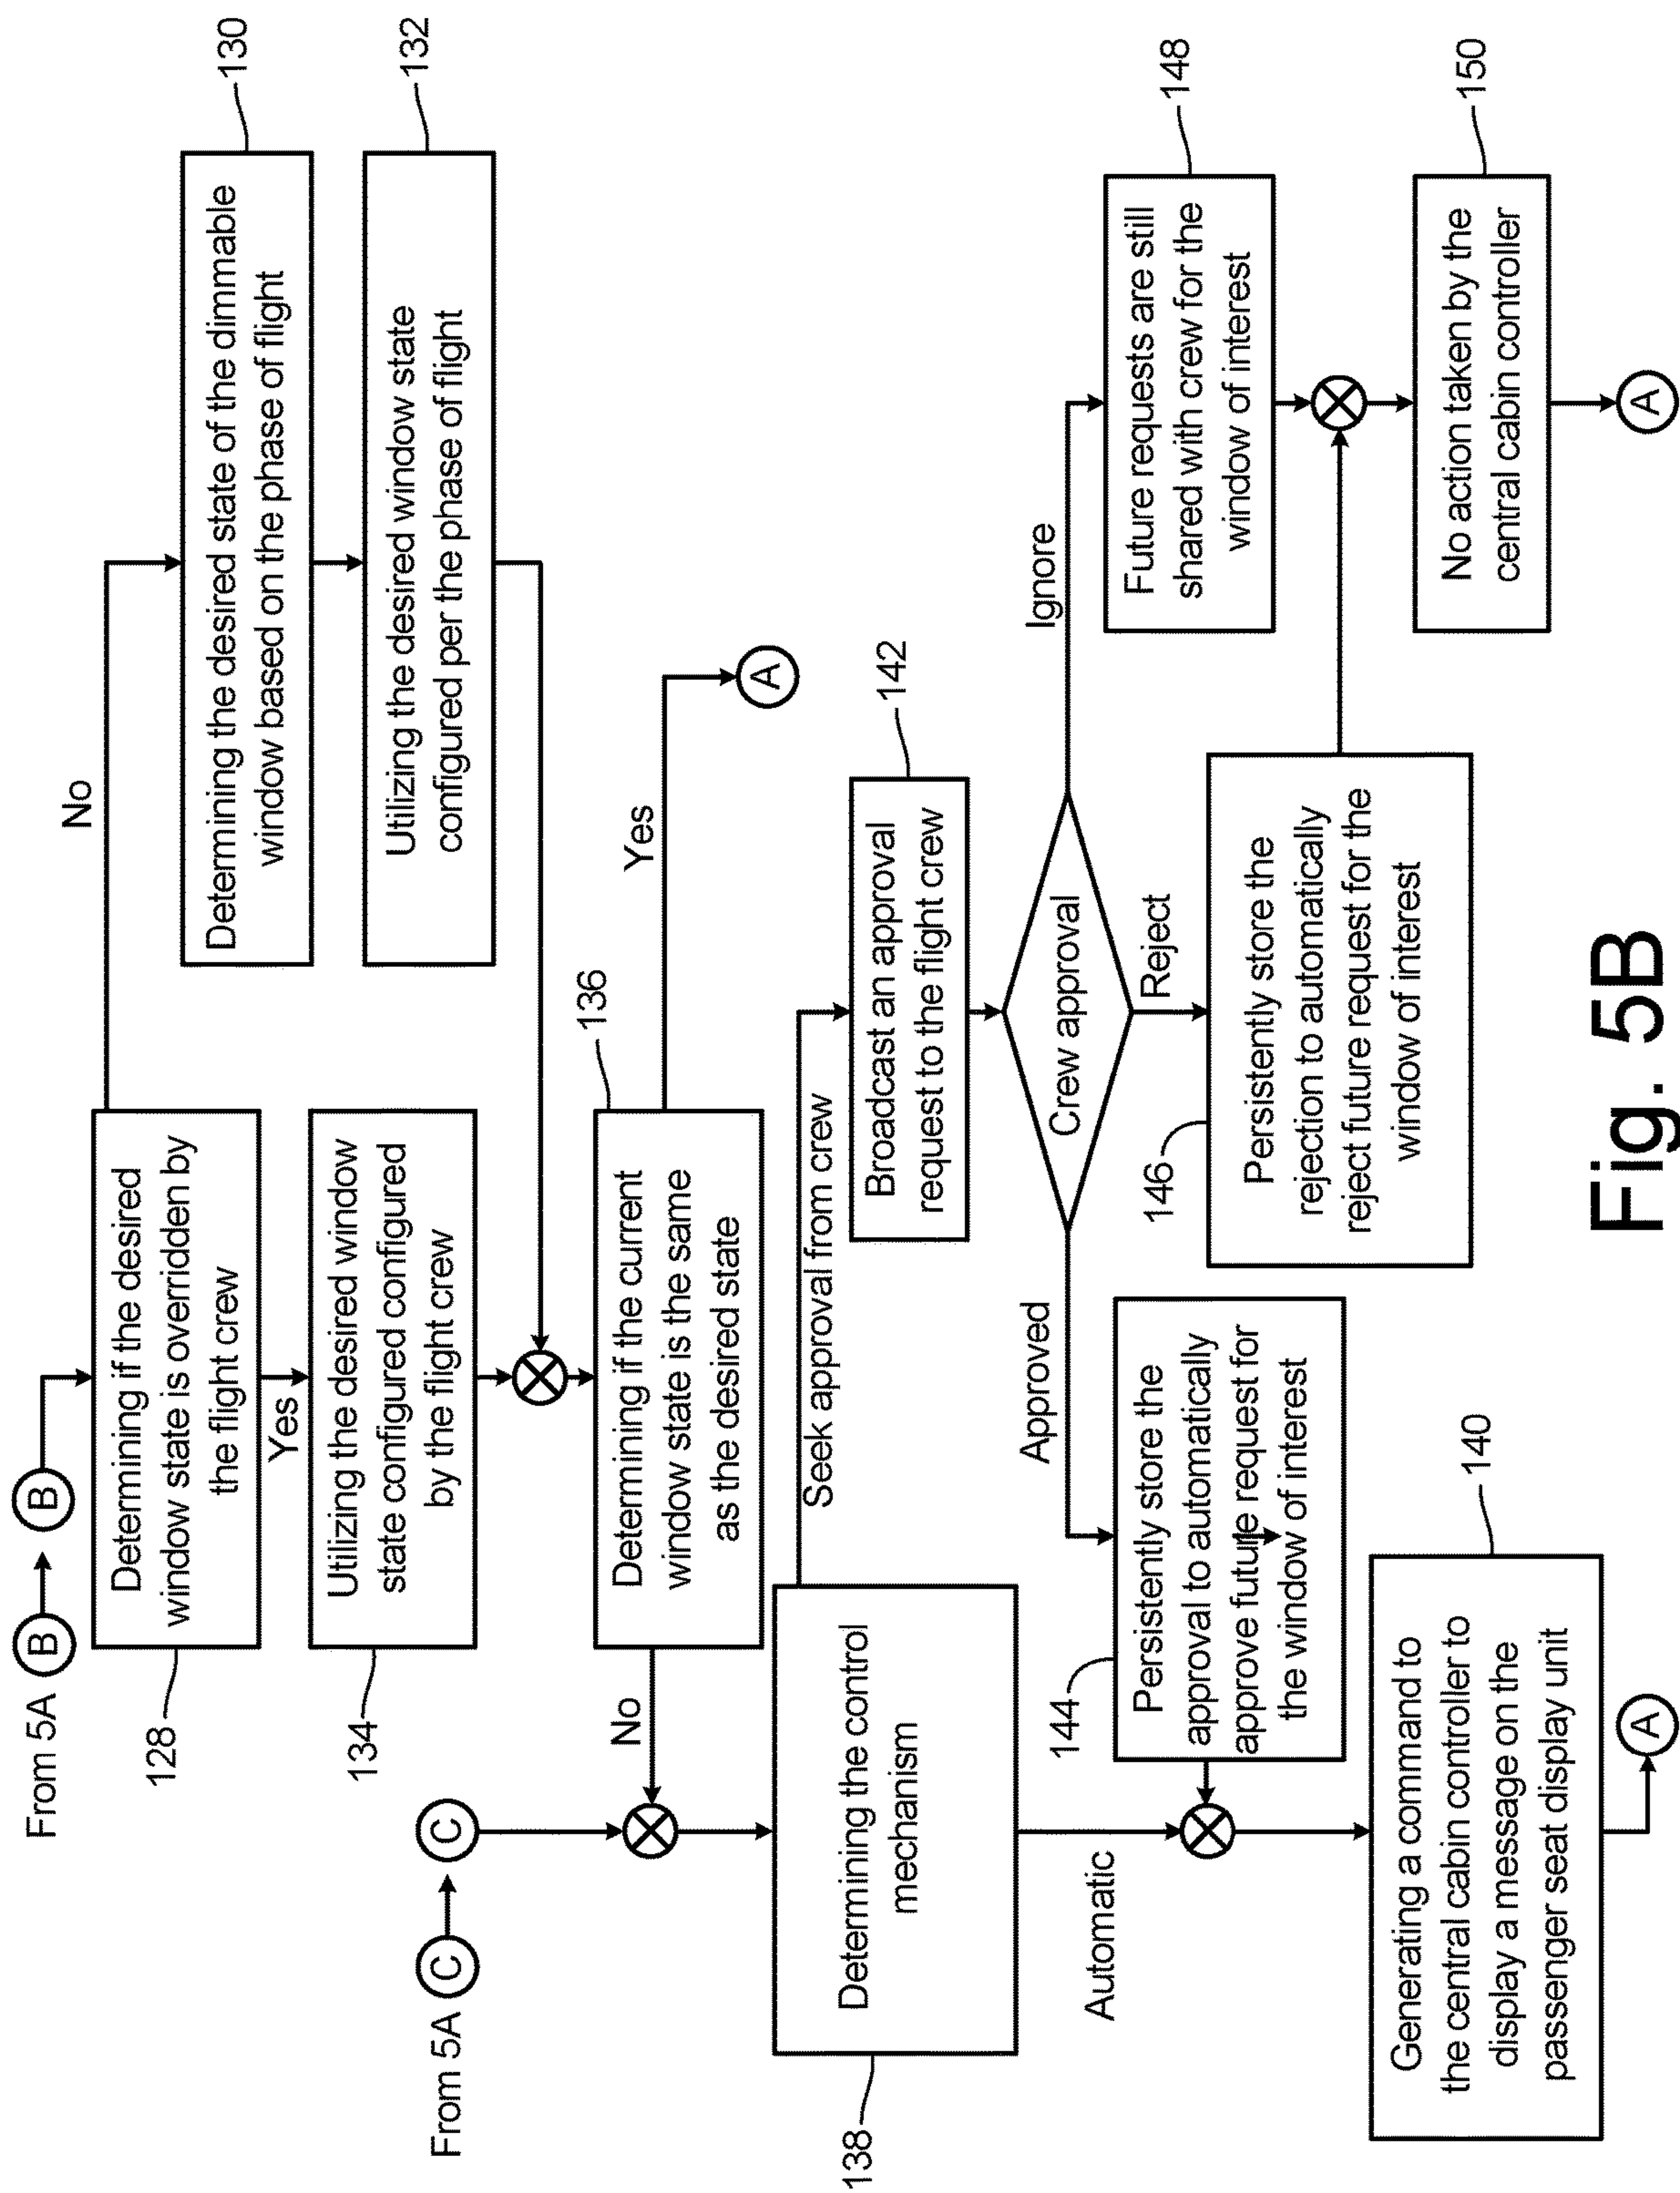 From 5A
B
B
Determining if the desired
window state is overridden by
the flight crew
128
No
Determining the desired state of the dimmable
window based on the phase of flight
130
Yes
Utilizing the desired window
state configured configured
by the flight crew
134
Utilizing the desired window state
configured per the phase of flight
132
From 5A
C
C
Determining if the current
window state is the same
as the desired state
136
No
Yes
A
Determining the control
mechanism
138
Seek approval from crew
Broadcast an approval
request to the flight crew
142
Crew approval
Approved
Reject
Ignore
Automatic
Persistently store the
approval to automatically
approve future request for
the window of interest
144
Persistently store the
rejection to automatically
reject future request for the
window of interest
146
Future requests are still
shared with crew for the
window of interest
148
Generating a command to
the central cabin controller to
display a message on the
passenger seat display unit
140
No action taken by the
central cabin controller
150
A
A
Fig. 5B